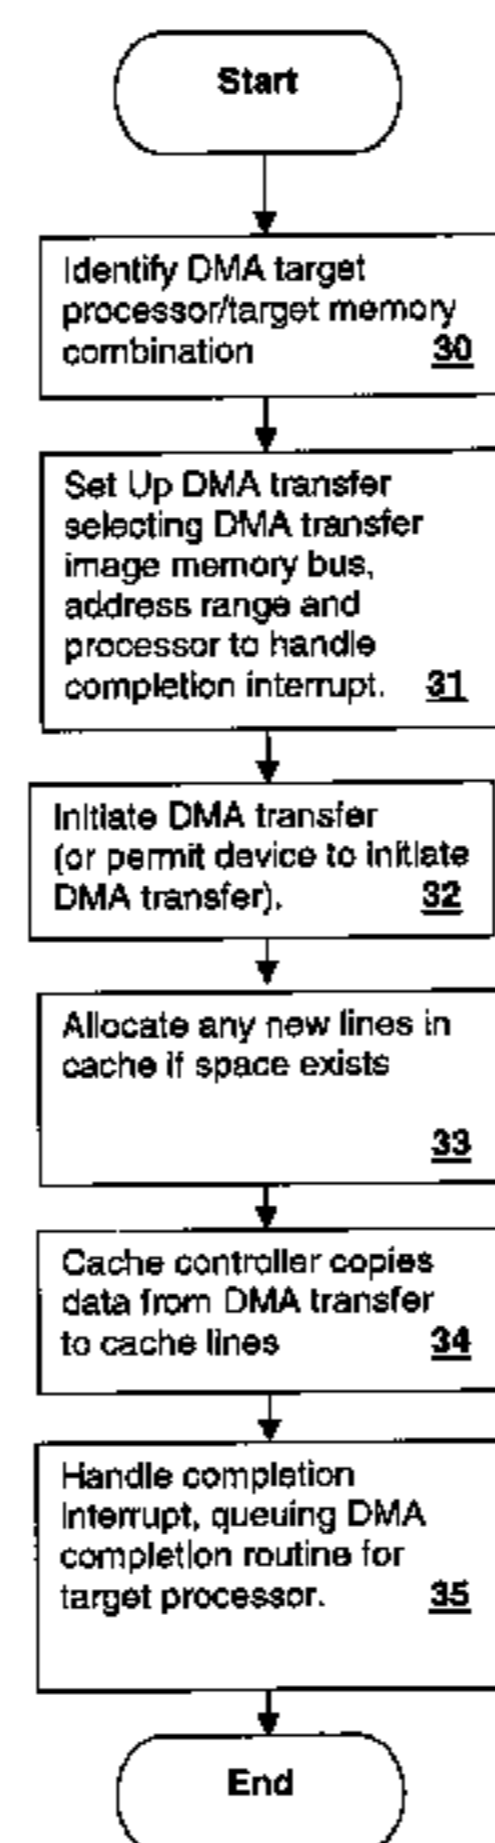 Start
Identify DMA target
processor/target memory
combination 30
Set Up DMA transfer
selecting DMA transfer
image memory bus,
address range and
processor to handle
completion interrupt. 31
Initiate DMA transfer
(or permit device to initiate
DMA transfer). 32
Allocate any new lines in
cache if space exists
33
Cache controller copies
data from DMA transfer
to cache lines 34
Handle completion
Interrupt, queuing DMA
completion routine for
target processor. 35
End